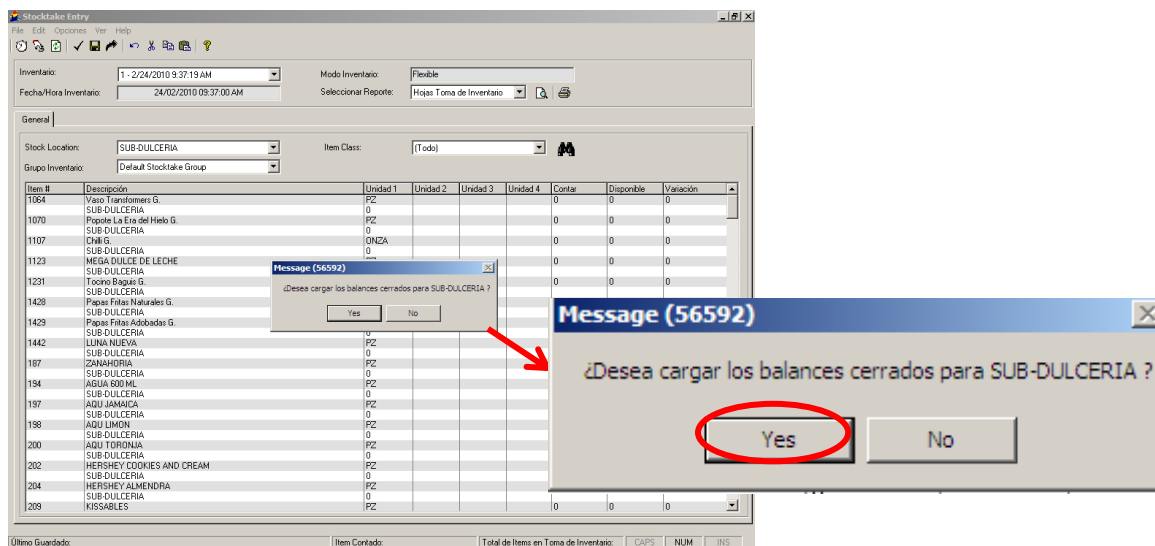 Stocktake Entry
File Edit Opciones Ver Help
Inventario: 1 - 2/24/2010 9:37:19 AM Modo Inventario: Flexible
Fecha/Hora Inventario: 24/02/2010 09:37:00 AM Seleccionar Reporte: Hojas Toma de Inventario
General
Stock Location: SUB-DULCERIA Item Class: (Todo)
Grupo Inventario: Default Stocktake Group
Item # Descripción Unidad 1 Unidad 2 Unidad 3 Unidad 4 Contar Disponible Variación
1064 Vaso Transformers G. PZ 0 0 0
SUB-DULCERIA 0
1070 Popote La Era del Hielo G. PZ 0 0 0
SUB-DULCERIA 0
1107 Chilli G. ONZA 0 0 0
SUB-DULCERIA 0
1123 MEGA DULCE DE LECHE 0 0 0
SUB-DULCERIA
1231 Tocino Baguis G. 0 0 0
SUB-DULCERIA
1428 Papas Fritas Naturales G.
SUB-DULCERIA
1429 Papas Fritas Adobadas G.
SUB-DULCERIA 0
1442 LUNA NUEVA PZ
SUB-DULCERIA 0
187 ZANAHORIA PZ
SUB-DULCERIA 0
194 AGUA 600 ML PZ
SUB-DULCERIA 0
197 AQU JAMAICA PZ
SUB-DULCERIA 0
198 AQU LIMON PZ
SUB-DULCERIA 0
200 AQU TORONJA PZ
SUB-DULCERIA 0
202 HERSHEY COOKIES AND CREAM PZ
SUB-DULCERIA 0
204 HERSHEY ALMENDRA PZ
SUB-DULCERIA 0
209 KISSABLES PZ 0 0 0
Último Guardado: Item Contado: Total de Items en Toma de Inventario: CAPS NUM INS
Message (56592)
¿Desea cargar los balances cerrados para SUB-DULCERIA ?
Yes No
Message (56592)
¿Desea cargar los balances cerrados para SUB-DULCERIA ?
Yes No